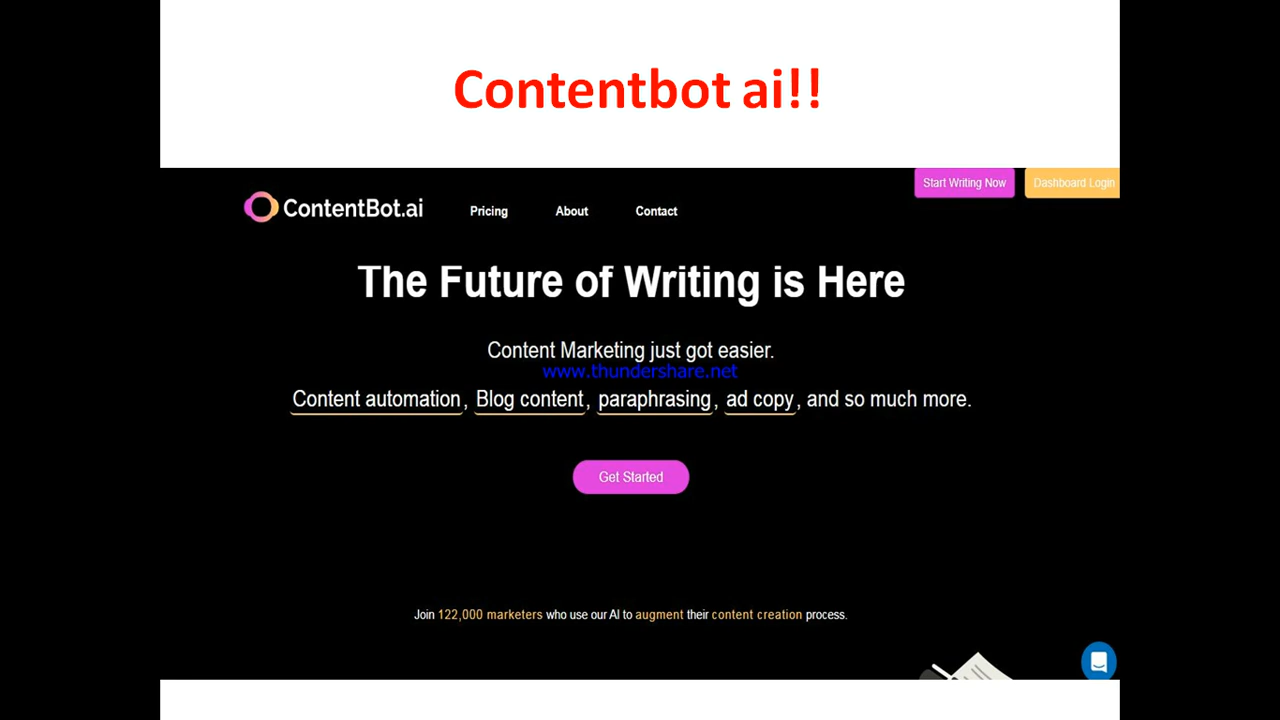 Contentbot ai!!
Start Writing Now Dashboard Login
ContentBot.ai Pricing About Contact
The Future of Writing is Here
Content Marketing just got easier.
www.thundershare.net
Content automation, Blog content, paraphrasing, ad copy, and so much more.
Get Started
Join 122,000 marketers who use our AI to augment their content creation process.